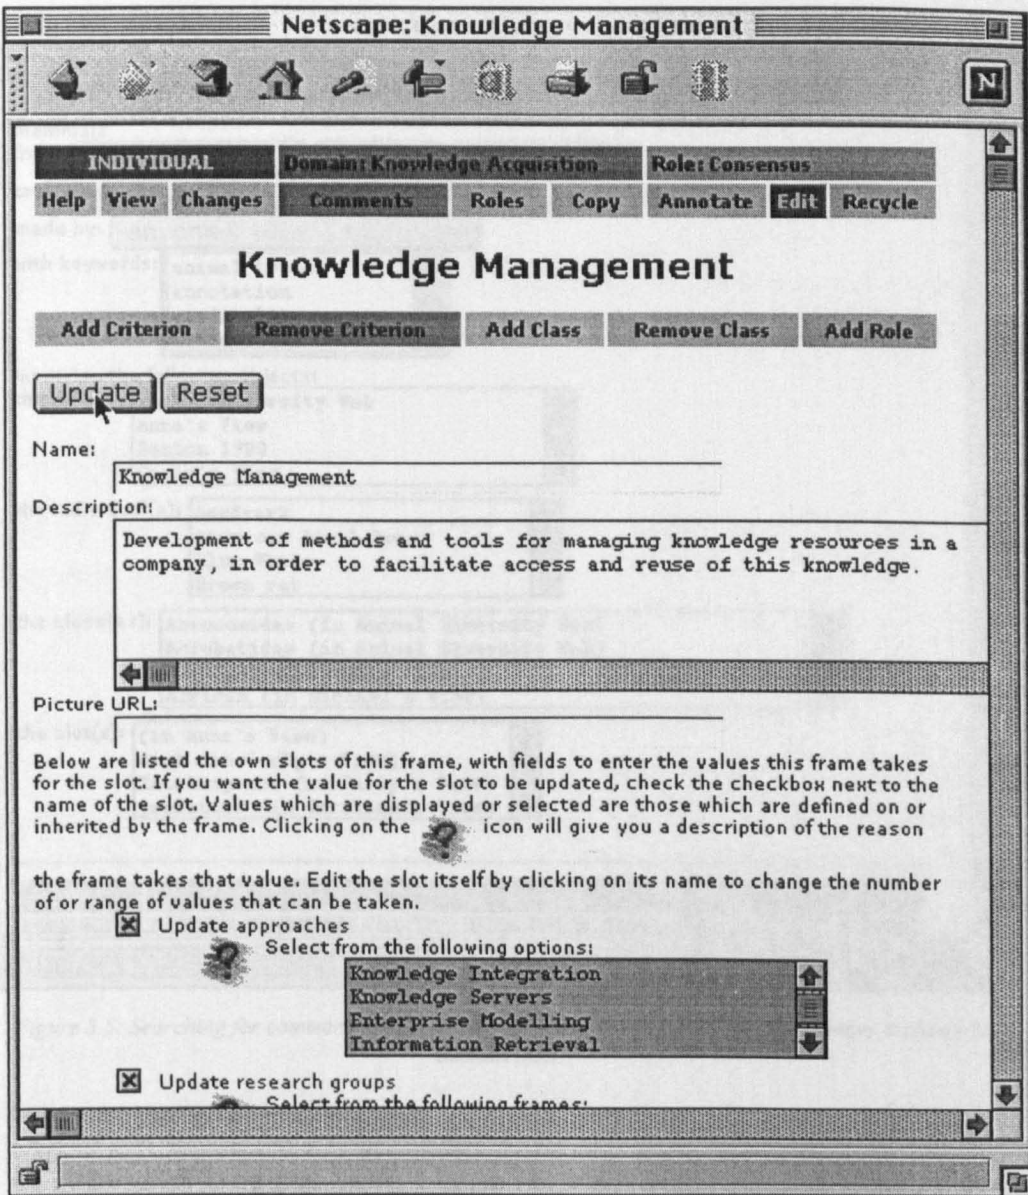 Netscape: Knowledge Management
N
INDIVIDUAL Domain: Knowledge Acquisition Role: Consensus
Help View Changes Comments Roles Copy Annotate Edit Recycle
Knowledge Management
Add Criterion Remove Criterion Add Class Remove Class Add Role
Update Reset
Name:
Knowledge Management
Description:
Development of methods and tools for managing knowledge resources in a
company, in order to facilitate access and reuse of this knowledge.
Picture URL:
Below are listed the own slots of this frame, with fields to enter the values this frame takes
for the slot. If you want the value for the slot to be updated, check the checkbox next to the
name of the slot. Values which are displayed or selected are those which are defined on or
inherited by the frame. Clicking on the ? icon will give you a description of the reason
the frame takes that value. Edit the slot itself by clicking on its name to change the number
of or range of values that can be taken.
Update approaches
? Select from the following options:
Knowledge Integration
Knowledge Servers
Enterprise Modelling
Information Retrieval
Update research groups
Select from the following frames: